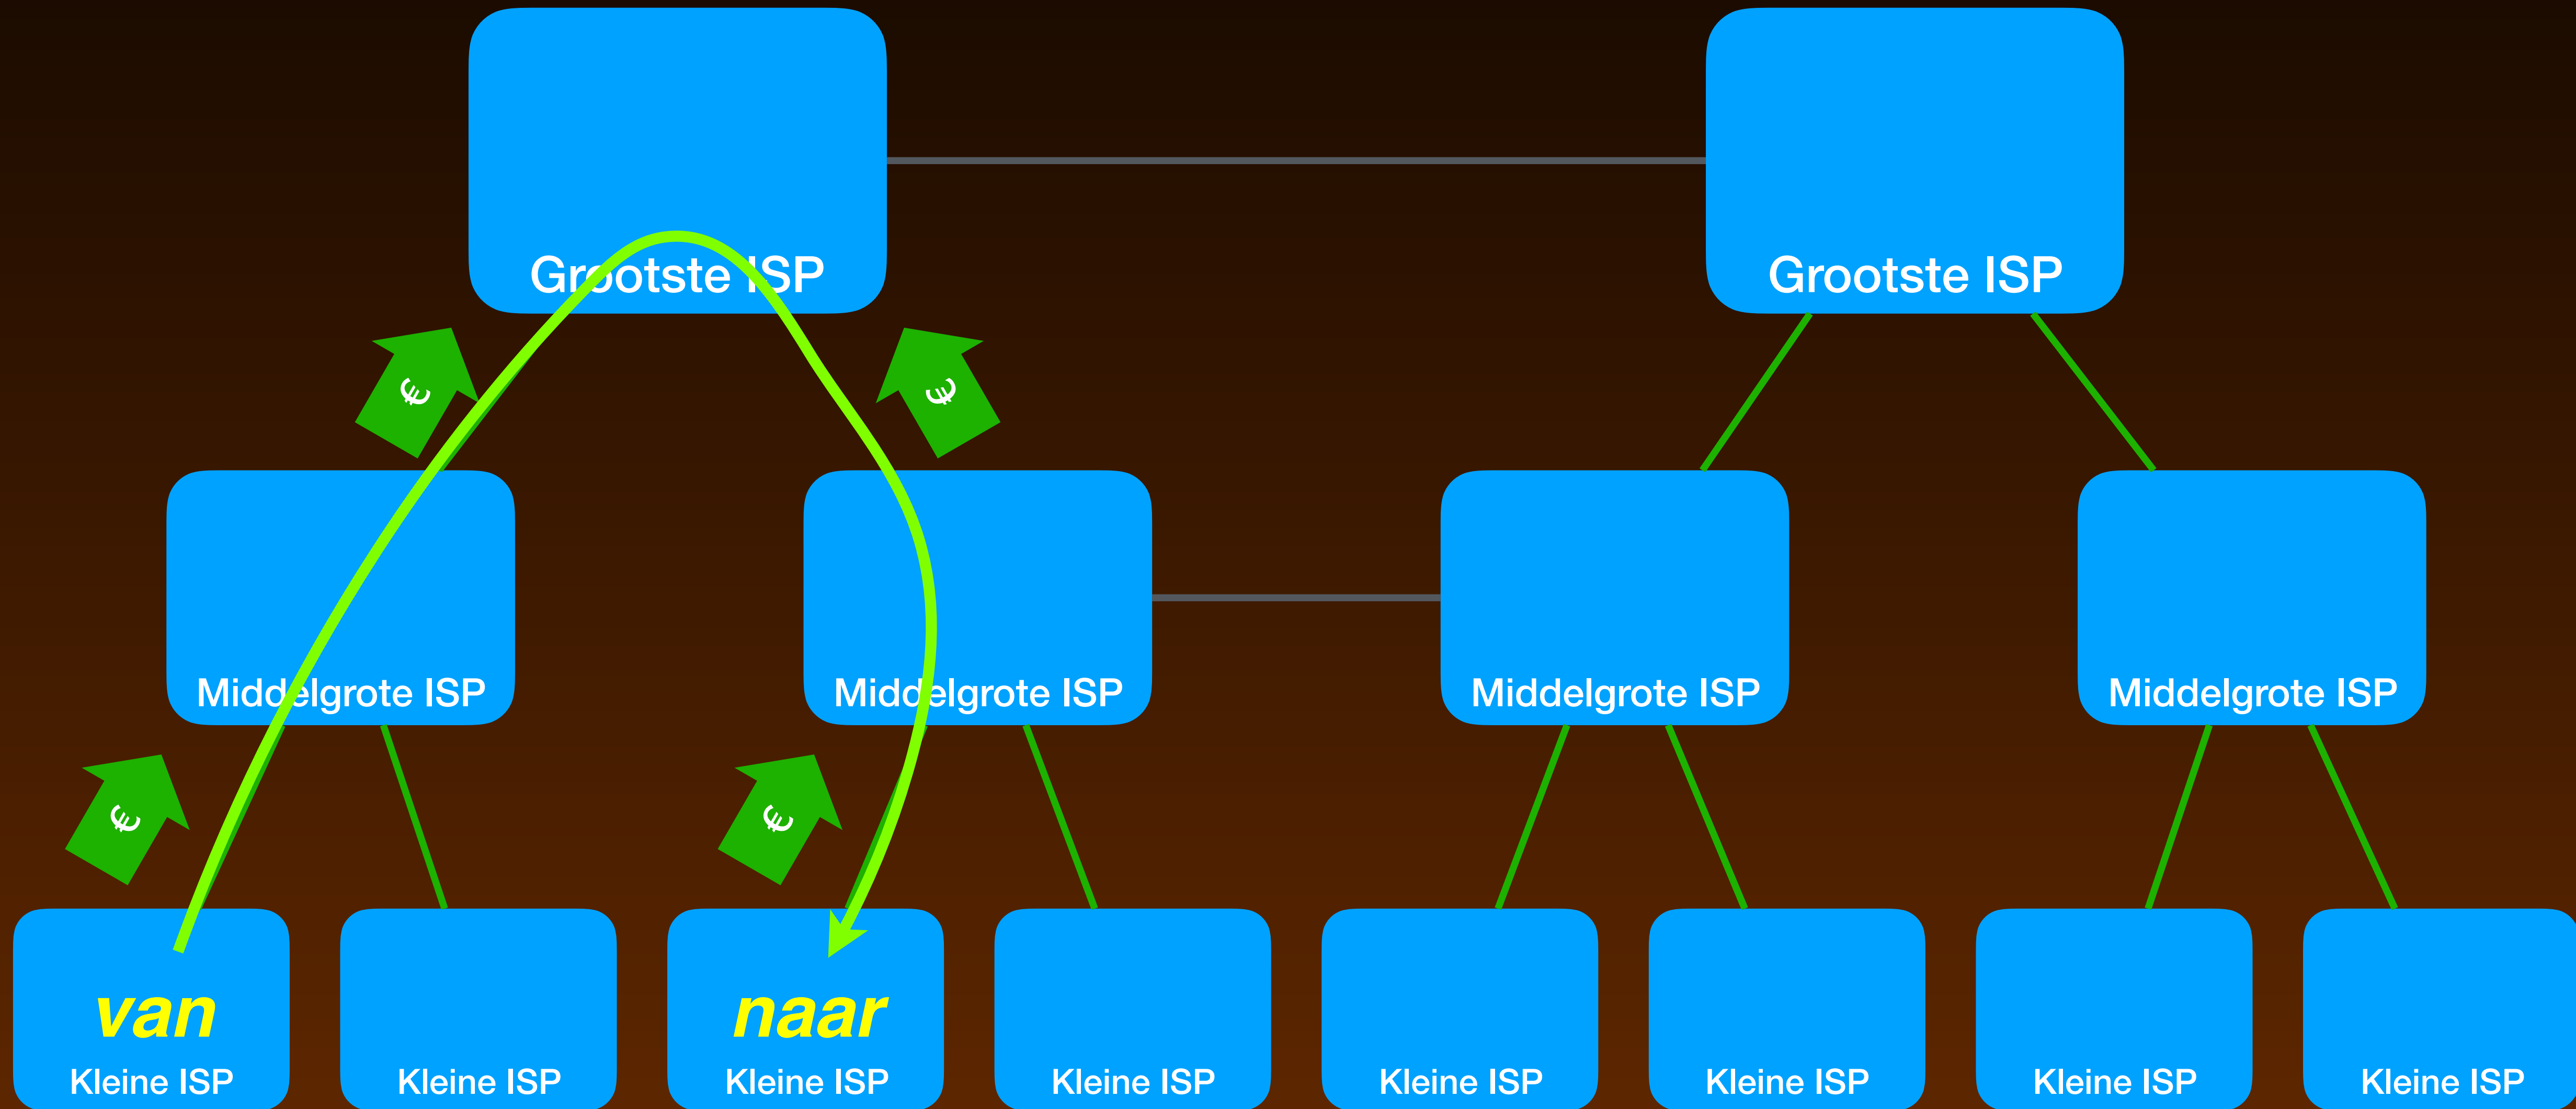 Grootste ISP
Grootste ISP
€
€
Middelgrote ISP
Middelgrote ISP
Middelgrote ISP
Middelgrote ISP
€
€
van
naar
Kleine ISP
Kleine ISP
Kleine ISP
Kleine ISP
Kleine ISP
Kleine ISP
Kleine ISP
Kleine ISP